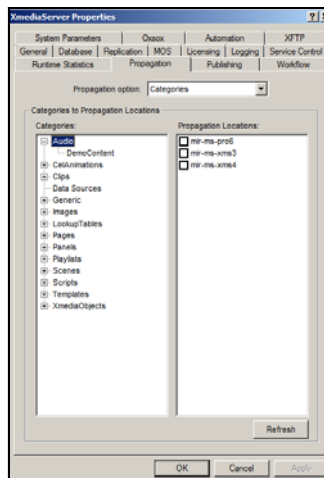 XmediaServer Properties
System Parameters Oxsox Automation XFTP
General Database Replication MOS Licensing Logging Service Control
Runtime Statistics Propagation Publishing Workflow
Propagation option: Categories
Categories to Propagation Locations
Categories: Propagation Locations:
Audio mir-ms-pro6
DemoContent mir-ms-xms3
CelAnimations mir-ms-xms4
Clips
Data Sources
Generic
Images
LookupTables
Pages
Panels
Playlists
Scenes
Scripts
Templates
XmediaObjects
Refresh
OK Cancel Apply